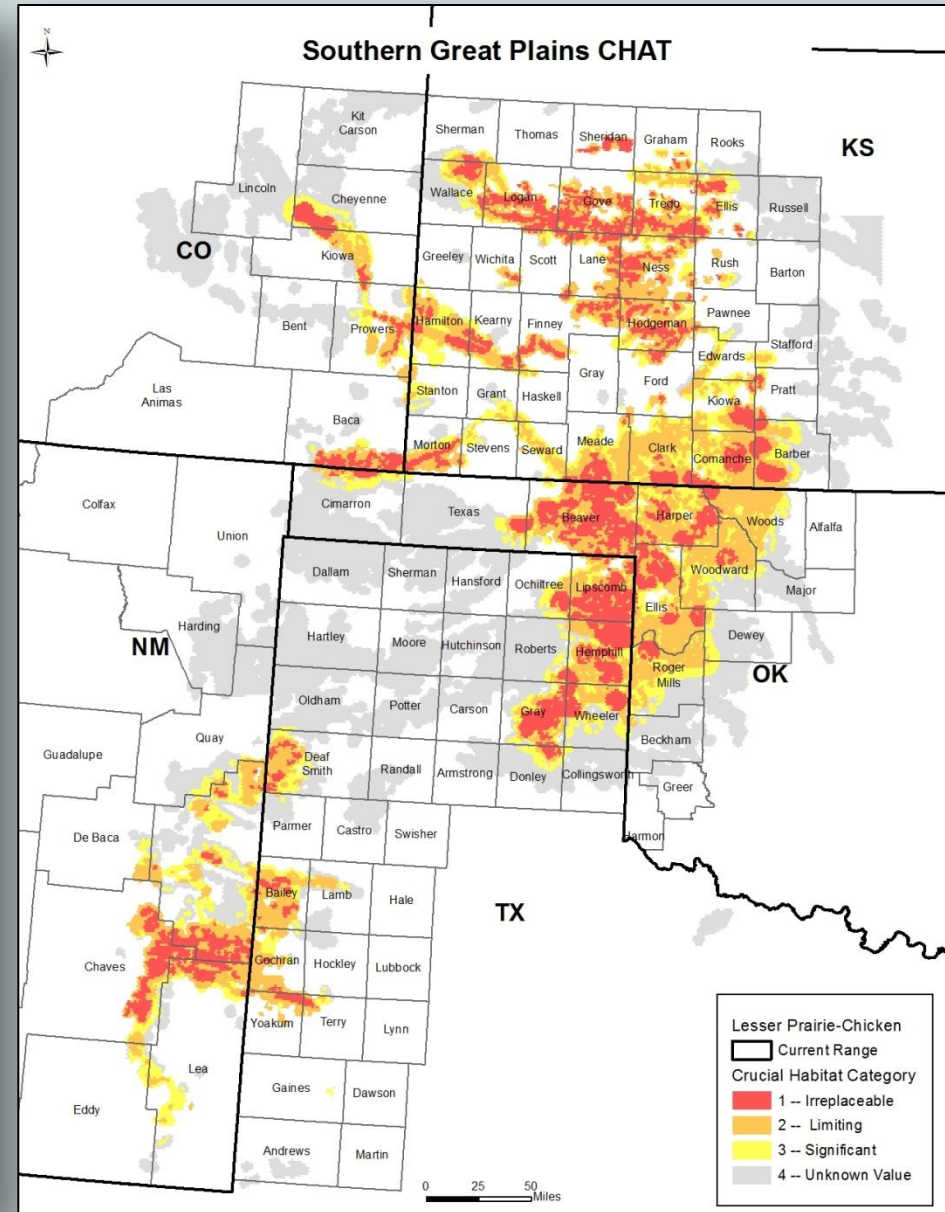 N
Southern Great Plains CHAT
KS
CO
NM
OK
TX
Kit
Carson
Sherman
Thomas
Sheridan
Graham
Rooks
Lincoln
Cheyenne
Wallace
Logan
Gove
Trego
Ellis
Russell
Kiowa
Greeley
Wichita
Scott
Lane
Ness
Rush
Barton
Bent
Prowers
Hamilton
Kearny
Finney
Hodgeman
Pawnee
Stafford
Edwards
Las
Animas
Baca
Stanton
Grant
Haskell
Gray
Ford
Kiowa
Pratt
Morton
Stevens
Seward
Meade
Clark
Comanche
Barber
Colfax
Union
Cimarron
Texas
Beaver
Harper
Woods
Alfalfa
Woodward
Major
Dallam
Sherman
Hansford
Ochiltree
Lipscomb
Ellis
Dewey
Harding
Hartley
Moore
Hutchinson
Roberts
Hemphill
Roger
Mills
Oldham
Potter
Carson
Gray
Wheeler
Beckham
Guadalupe
Quay
Deaf
Smith
Randall
Armstrong
Donley
Collingsworth
Greer
Harmon
De Baca
Parmer
Castro
Swisher
Bailey
Lamb
Hale
Chaves
Cochran
Hockley
Lubbock
Yoakum
Terry
Lynn
Lea
Eddy
Gaines
Dawson
Andrews
Martin
0 25 50
Miles
Lesser Prairie-Chicken
Current Range
Crucial Habitat Category
1 -- Irreplaceable
2 -- Limiting
3 -- Significant
4 -- Unknown Value